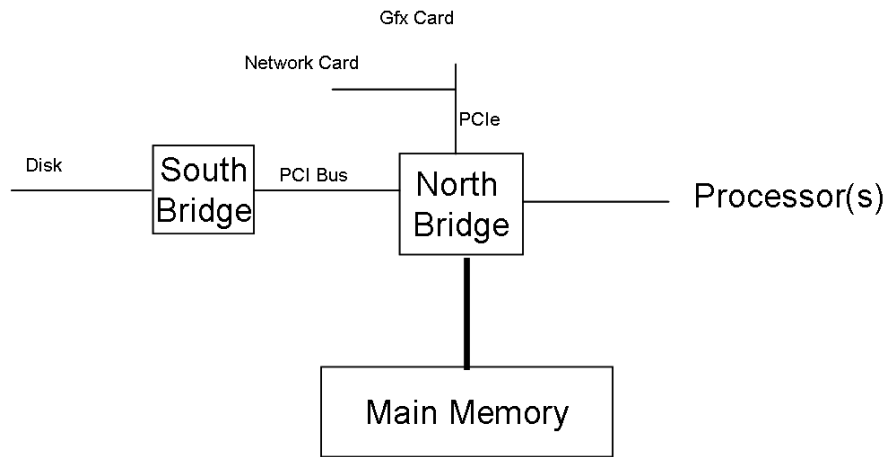 Gfx Card
Network Card
PCIe
Disk
South
Bridge
PCI Bus
North
Bridge
Processor(s)
Main Memory